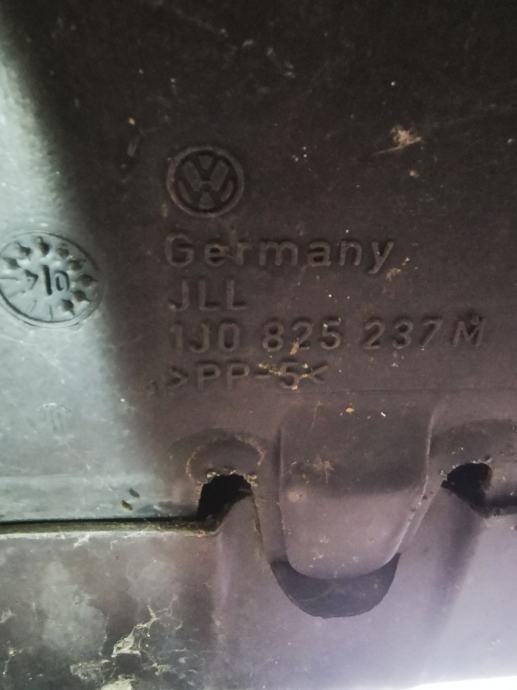 Germany
JLL
1J0 825 237 M
>PP-5<